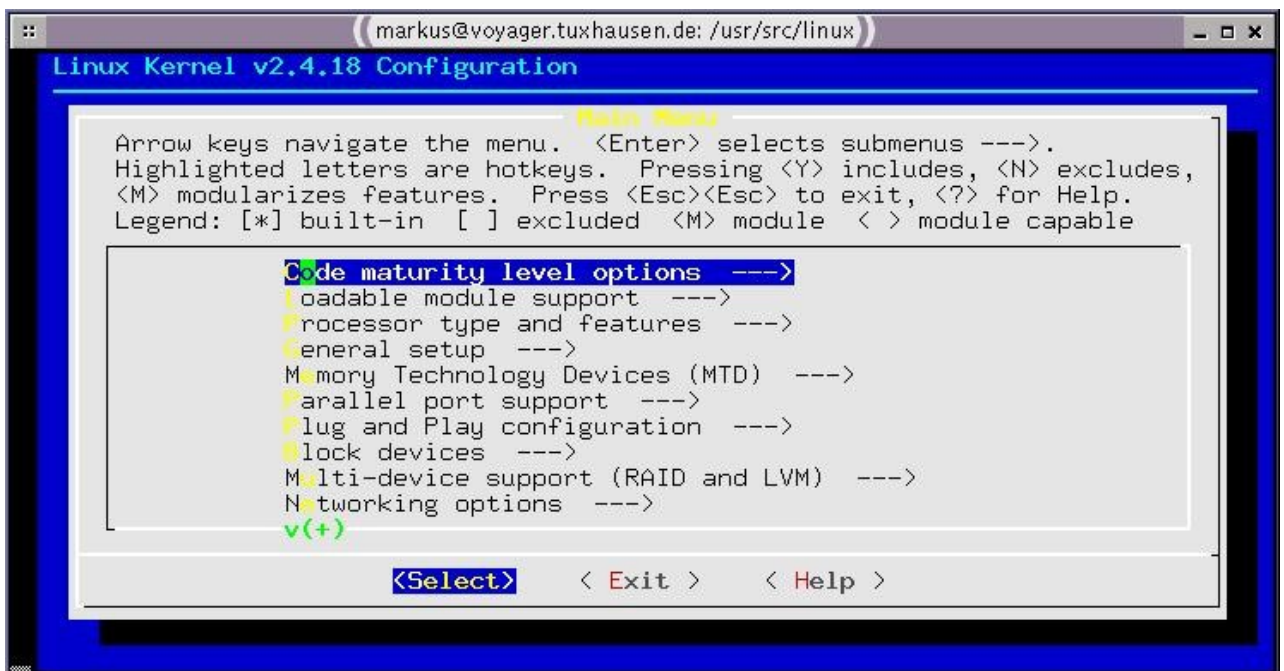 markus@voyager.tuxhausen.de: /usr/src/linux
Linux Kernel v2.4.18 Configuration
Main Menu
Arrow keys navigate the menu.  <Enter> selects submenus --->.
Highlighted letters are hotkeys.  Pressing <Y> includes, <N> excludes,
<M> modularizes features.  Press <Esc><Esc> to exit, <?> for Help.
Legend: [*] built-in  [ ] excluded  <M> module  < > module capable
Code maturity level options  --->
Loadable module support  --->
Processor type and features  --->
General setup  --->
Memory Technology Devices (MTD)  --->
Parallel port support  --->
Plug and Play configuration  --->
Block devices  --->
Multi-device support (RAID and LVM)  --->
Networking options  --->
v(+)
<Select>    < Exit >    < Help >